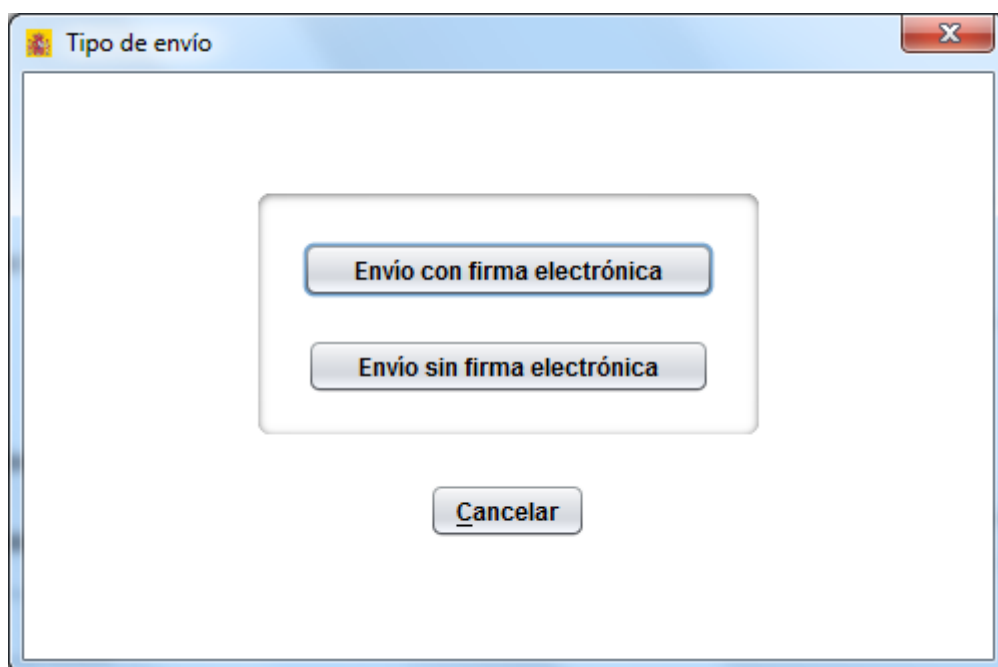 Tipo de envío
Envío con firma electrónica
Envío sin firma electrónica
Cancelar